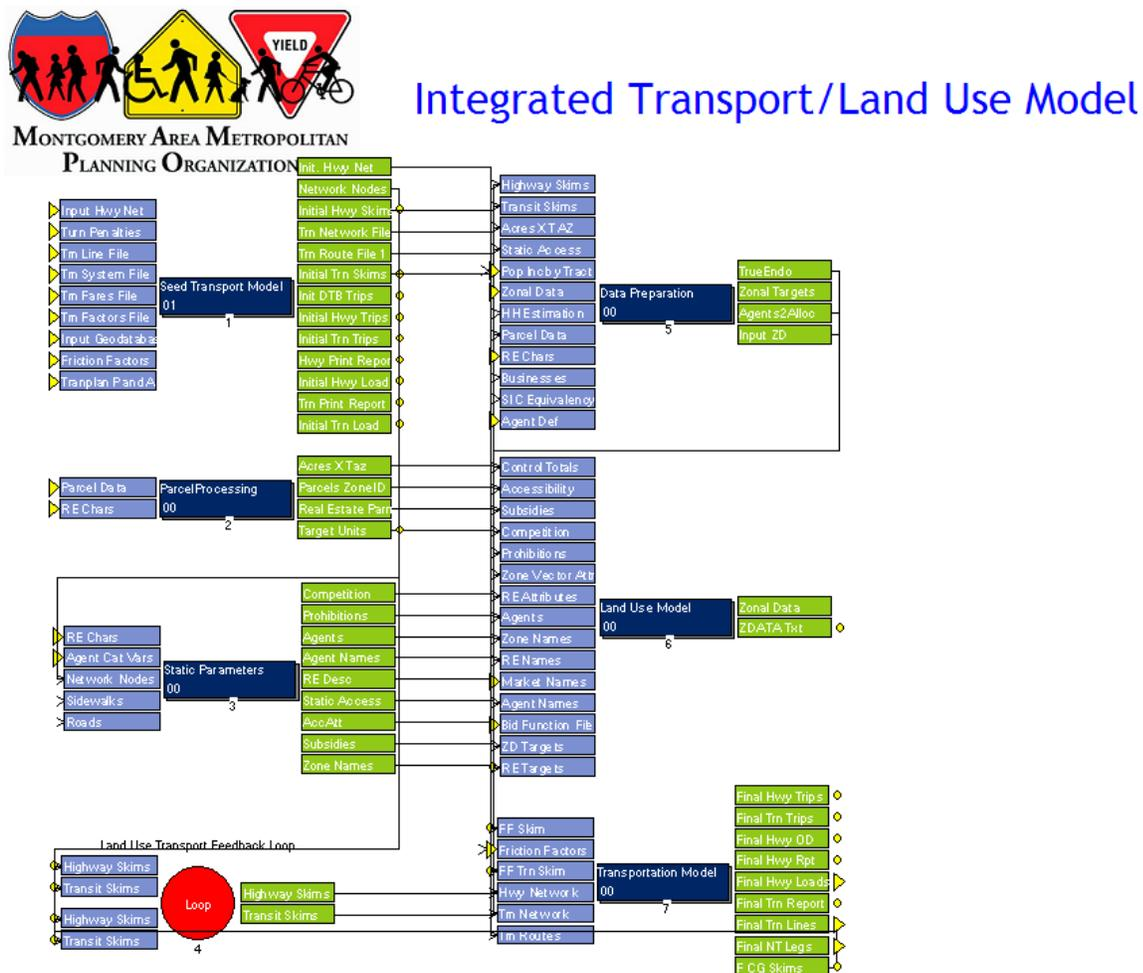 YIELD
MONTGOMERY AREA METROPOLITAN
PLANNING ORGANIZATION
Integrated Transport/Land Use Model
Input Hwy Net
Turn Penalties
Trn Line File
Trn System File
Trn Fares File
Trn Factors File
Input Geodatabas
Friction Factors
Tranplan P and A
Seed Transport Model
01
1
Init. Hwy Net
Network Nodes
Initial Hwy Skims
Trn Network File
Trn Route File 1
Initial Trn Skims
Init DTB Trips
Initial Hwy Trips
Initial Trn Trips
Hwy Print Repor
Initial Hwy Load
Trn Print Report
Initial Trn Load
Highway Skims
Transit Skims
Acres X TAZ
Static Access
Pop Inc by Tract
Zonal Data
HH Estimation
Parcel Data
RE Chars
Businesses
SIC Equivalency
Agent Def
Data Preparation
00
5
TrueEndo
Zonal Targets
Agents2Alloc
Input ZD
Parcel Data
RE Chars
ParcelProcessing
00
2
Acres X Taz
Parcels ZoneID
Real Estate Parn
Target Units
RE Chars
Agent Cat Vars
Network Nodes
Sidewalks
Roads
Static Parameters
00
3
Competition
Prohibitions
Agents
Agent Names
RE Desc
Static Access
AccAtt
Subsidies
Zone Names
Control Totals
Accessibility
Subsidies
Competition
Prohibitions
Zone Vector Attr
RE Attributes
Agents
Zone Names
RE Names
Market Names
Agent Names
Bid Function File
ZD Targets
RE Targets
Land Use Model
00
6
Zonal Data
ZDATA Txt
Land Use Transport Feedback Loop
Highway Skims
Transit Skims
Highway Skims
Transit Skims
Loop
4
Highway Skims
Transit Skims
FF Skim
Friction Factors
FF Trn Skim
Hwy Network
Trn Network
Trn Routes
Transportation Model
00
7
Final Hwy Trips
Final Trn Trips
Final Hwy OD
Final Hwy Rpt
Final Hwy Loads
Final Trn Report
Final Trn Lines
Final NT Legs
F CG Skims